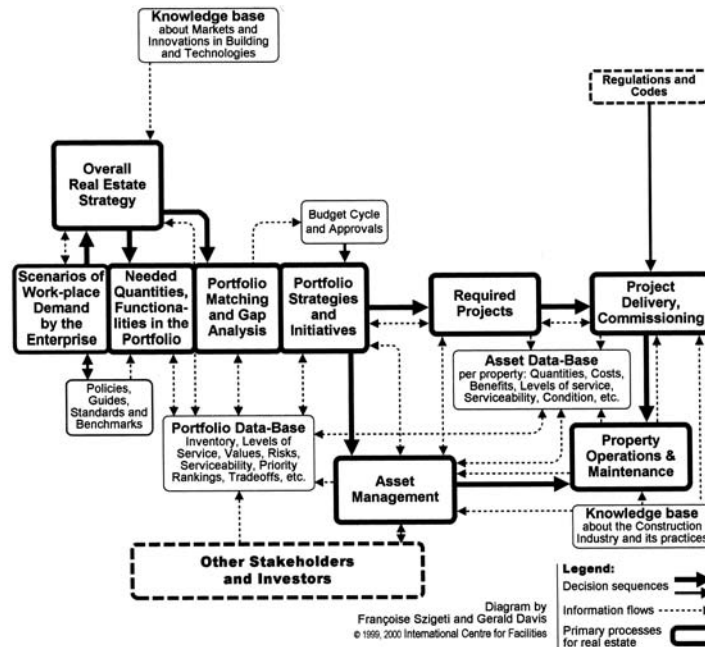 Knowledge base
about Markets and
Innovations in Building
and Technologies
Regulations and
Codes
Overall
Real Estate
Strategy
Budget Cycle
and Approvals
Scenarios of
Work-place
Demand
by the
Enterprise
Needed
Quantities,
Functiona-
lities in the
Portfolio
Portfolio
Matching
and Gap
Analysis
Portfolio
Strategies
and
Initiatives
Required
Projects
Project
Delivery,
Commissioning
Policies,
Guides,
Standards and
Benchmarks
Asset Data-Base
per property: Quantities, Costs,
Benefits, Levels of service,
Serviceability, Condition, etc.
Portfolio Data-Base
Inventory, Levels of
Service, Values, Risks,
Serviceability, Priority
Rankings, Tradeoffs, etc.
Asset
Management
Property
Operations &
Maintenance
Knowledge base
about the Construction
Industry and its practices
Other Stakeholders
and Investors
Diagram by
Françoise Szigeti and Gerald Davis
© 1999, 2000 International Centre for Facilities
Legend:
Decision sequences
Information flows
Primary processes
for real estate